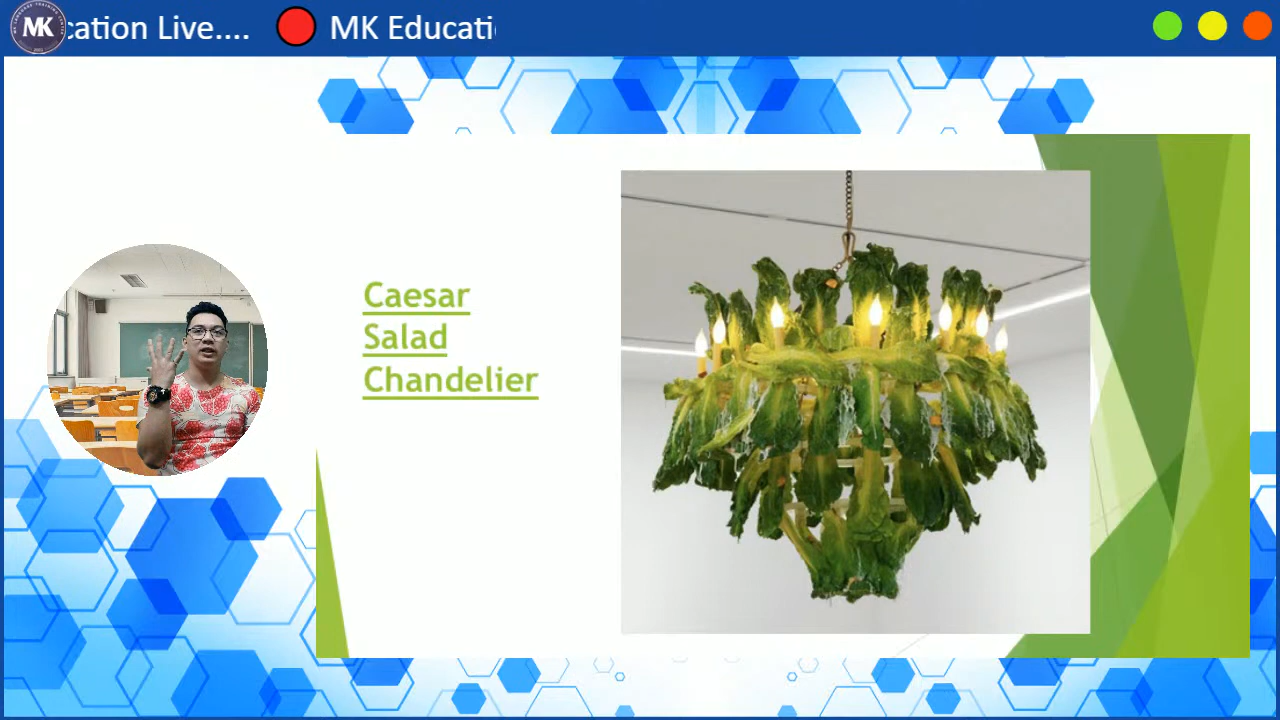 MK
cation Live....
MK Educati
Caesar
Salad
Chandelier